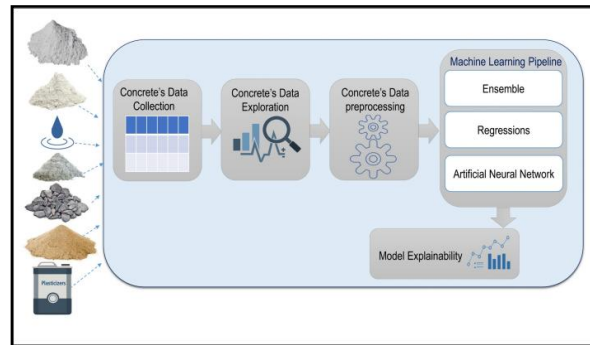 Concrete's Data
Collection
Concrete's Data
Exploration
Concrete's Data
preprocessing
Machine Learning Pipeline
Ensemble
Regressions
Artificial Neural Network
Model Explainability
Plasticizers